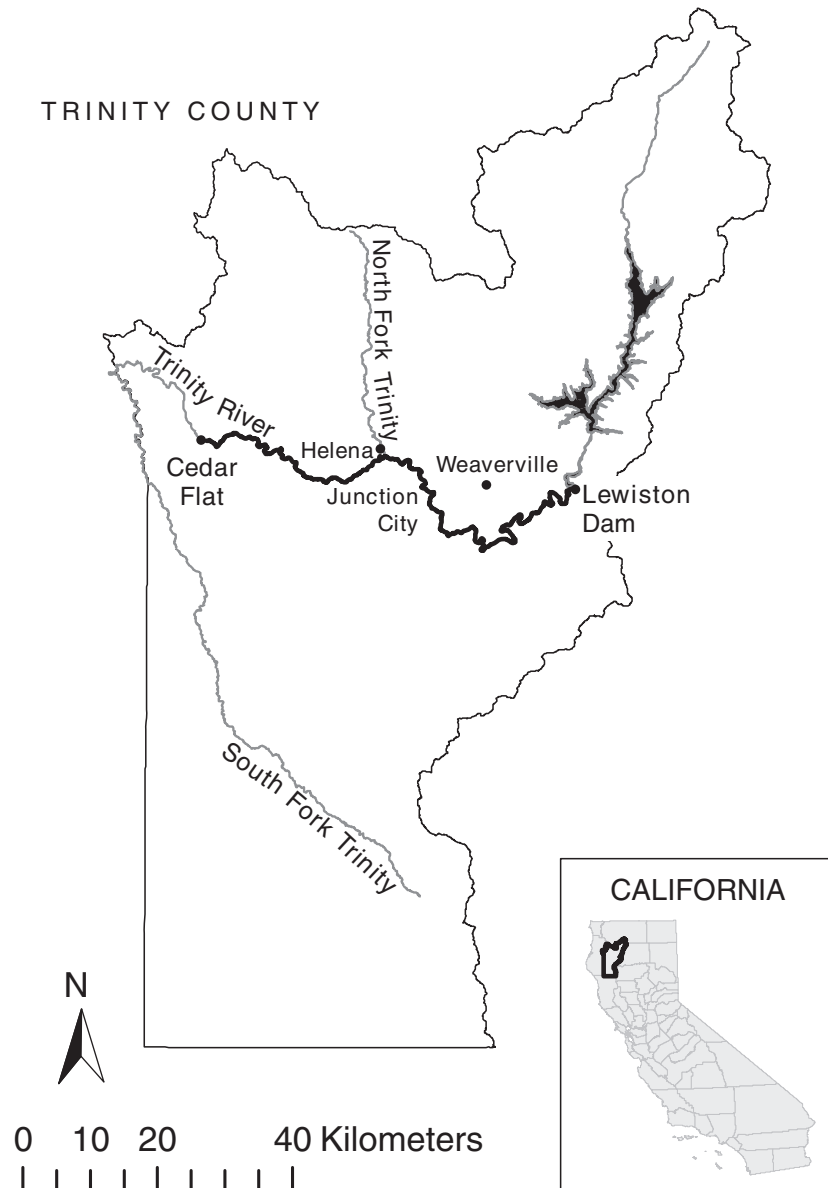 TRINITY COUNTY
North Fork Trinity
Trinity River
Helena
Weaverville
Cedar
Flat
Junction
City
Lewiston
Dam
South Fork Trinity
CALIFORNIA
N
0 10 20 40 Kilometers